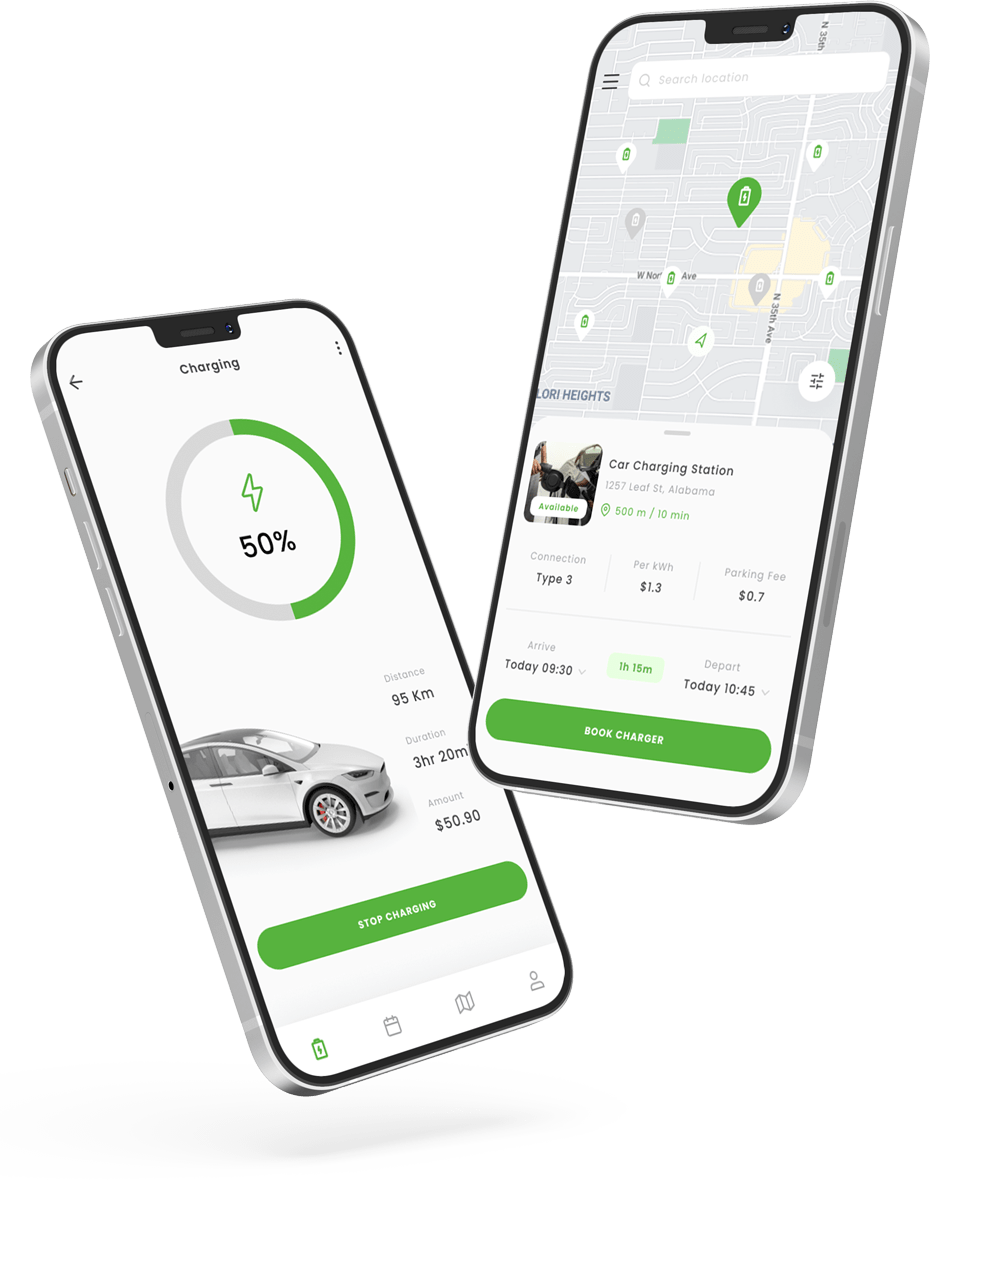 Charging
50%
Distance
95 Km
Duration
3hr 20m
Amount
$50.90
STOP CHARGING
N 35th
Search location
W Nor
Ave
N 35th Ave
LORI HEIGHTS
Car Charging Station
1257 Leaf St, Alabama
Available
500 m / 10 min
Connection
Type 3
Per kWh
$1.3
Parking Fee
$0.7
Arrive
Today 09:30
1h 15m
Depart
Today 10:45
BOOK CHARGER